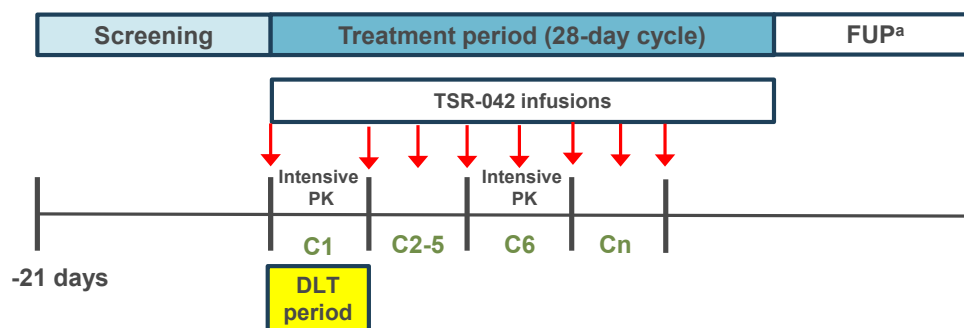 Screening
Treatment period (28-day cycle)
FUPᵃ
TSR-042 infusions
Intensive
PK
Intensive
PK
C1
C2-5
C6
Cn
-21 days
DLT
period